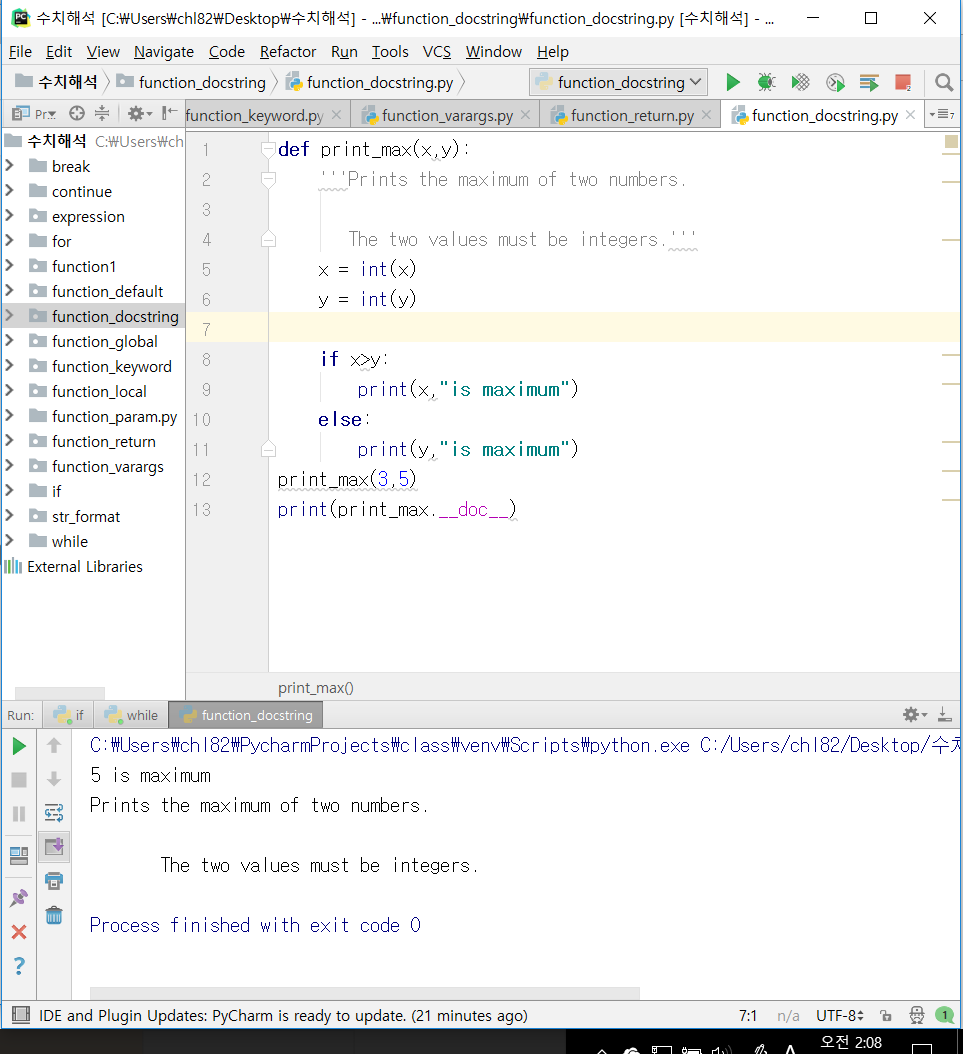 수치해석 [C:₩Users₩chl82₩Desktop₩수치해석] - ...₩function_docstring₩function_docstring.py [수치해석] - ...
File Edit View Navigate Code Refactor Run Tools VCS Window Help
수치해석 function_docstring function_docstring.py function_docstring
Pr function_keyword.py function_varargs.py function_return.py function_docstring.py
수치해석 C:₩Users₩ch
break
continue
expression
for
function1
function_default
function_docstring
function_global
function_keyword
function_local
function_param.py
function_return
function_varargs
if
str_format
while
External Libraries
1 def print_max(x,y):
2 '''Prints the maximum of two numbers.
3
4 The two values must be integers.'''
5 x = int(x)
6 y = int(y)
7
8 if x>y:
9 print(x,"is maximum")
10 else:
11 print(y,"is maximum")
12 print_max(3,5)
13 print(print_max.__doc__)
print_max()
Run: if while function_docstring
C:₩Users₩chl82₩PycharmProjects₩class₩venv₩Scripts₩python.exe C:/Users/chl82/Desktop/수치
5 is maximum
Prints the maximum of two numbers.
The two values must be integers.
Process finished with exit code 0
IDE and Plugin Updates: PyCharm is ready to update. (21 minutes ago) 7:1 n/a UTF-8 1
오전 2:08